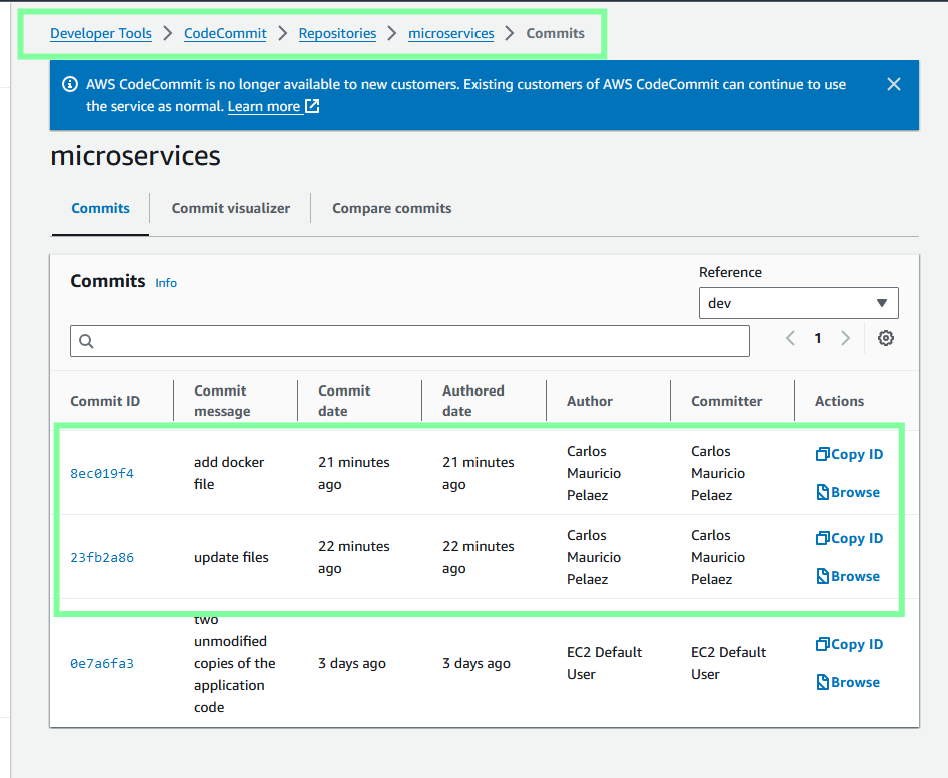 Developer Tools > CodeCommit > Repositories > microservices > Commits
AWS CodeCommit is no longer available to new customers. Existing customers of AWS CodeCommit can continue to use
the service as normal. Learn more
microservices
Commits Commit visualizer Compare commits
Commits Info
Reference
dev
1
Commit ID
Commit
message
Commit
date
Authored
date
Author
Committer
Actions
8ec019f4
add docker
file
21 minutes
ago
21 minutes
ago
Carlos
Mauricio
Pelaez
Carlos
Mauricio
Pelaez
Copy ID
Browse
23fb2a86
update files
22 minutes
ago
22 minutes
ago
Carlos
Mauricio
Pelaez
Carlos
Mauricio
Pelaez
Copy ID
Browse
0e7a6fa3
two
unmodified
copies of the
application
code
3 days ago
3 days ago
EC2 Default
User
EC2 Default
User
Copy ID
Browse